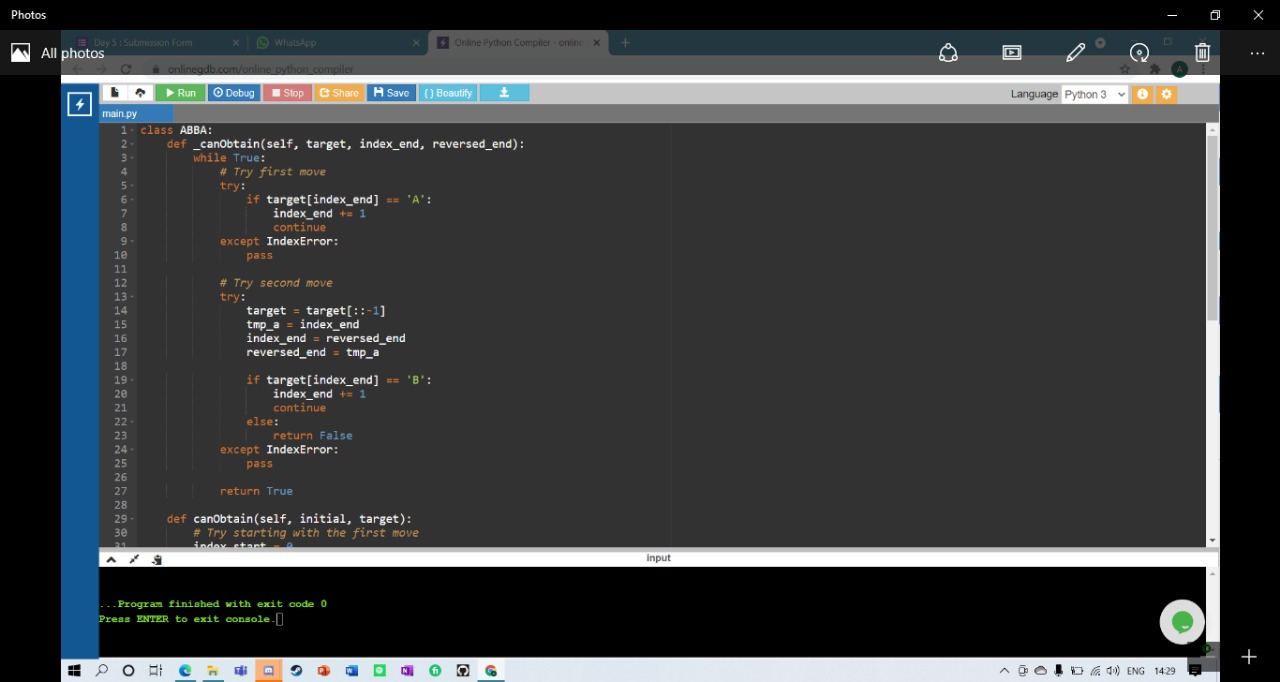 Photos
All photos
Day 5 : Submission Form
WhatsApp
Online Python Compiler - online
onlinegdb.com/online_python_compiler
Run
Debug
Stop
Share
Save
{ } Beautify
Language
Python 3
main.py
1 class ABBA:
2 def _canObtain(self, target, index_end, reversed_end):
3 while True:
4 # Try first move
5 try:
6 if target[index_end] == 'A':
7 index_end += 1
8 continue
9 except IndexError:
10 pass
11
12 # Try second move
13 try:
14 target = target[::-1]
15 tmp_a = index_end
16 index_end = reversed_end
17 reversed_end = tmp_a
18
19 if target[index_end] == 'B':
20 index_end += 1
21 continue
22 else:
23 return False
24 except IndexError:
25 pass
26
27 return True
28
29 def canObtain(self, initial, target):
30 # Try starting with the first move
31 index_start = 0
input
...Program finished with exit code 0
Press ENTER to exit console.
ENG
14:29